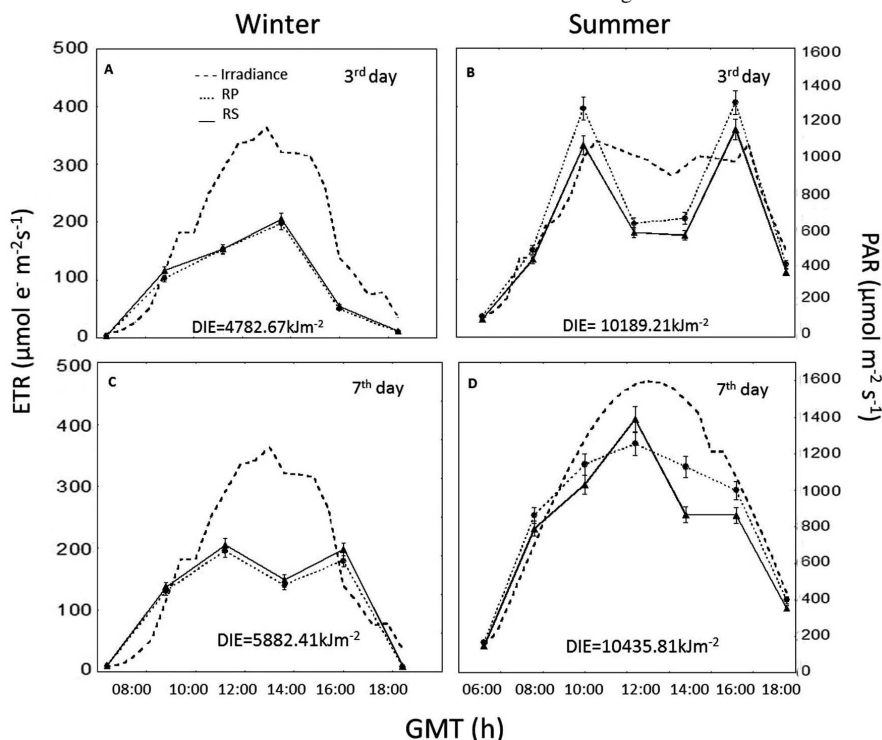 Winter Summer
500 1600
A 3rd day B 3rd day
Irradiance
RP
RS
400 1400
1200
300 1000
800
200 600
100 400
200
0 0
DIE=4782.67kJm-2 DIE= 10189.21kJm-2
ETR (µmol e- m-2s-1)
PAR (µmol m-2 s-1)
500 1600
C 7th day D 7th day
400 1400
1200
300 1000
200 800
600
100 400
200
0 0
DIE=5882.41kJm-2 DIE=10435.81kJm-2
08:00 10:00 12:00 14:00 16:00 18:00 06:00 08:00 10:00 12:00 14:00 16:00 18:00
GMT (h)